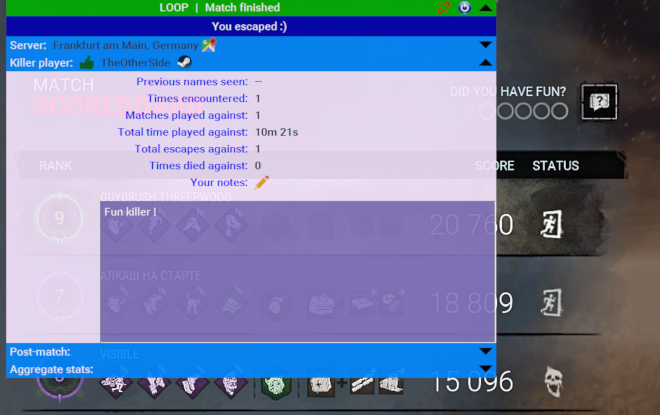 LOOP | Match finished
You escaped :)
Server: Frankfurt am Main, Germany
Killer player: TheOtherSide
MATCH
Previous names seen: --
DID YOU HAVE FUN?
Times encountered: 1
Matches played against: 1
Total time played against: 10m 21s
Total escapes against: 1
Times died against: 0
RANK SCORE STATUS
Your notes:
GUYBRUSH THREEPWOOD
Fun killer !
9 20 760
АЛКАШ НА СТАРТЕ
7 18 809
Post-match:
VISIBLE
Aggregate stats:
15 096